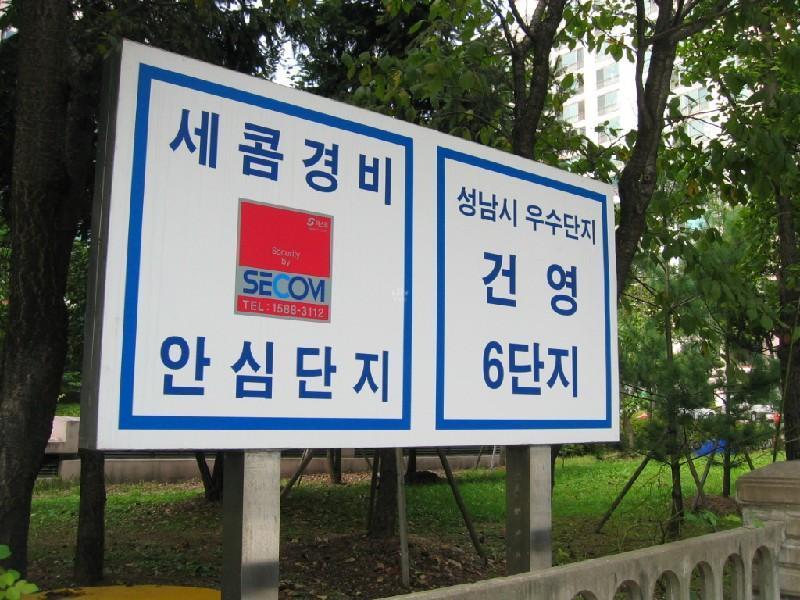 세콤경비
Security
by
SECOM
TEL:1588-3112
안심단지
성남시 우수단지
건영
6단지